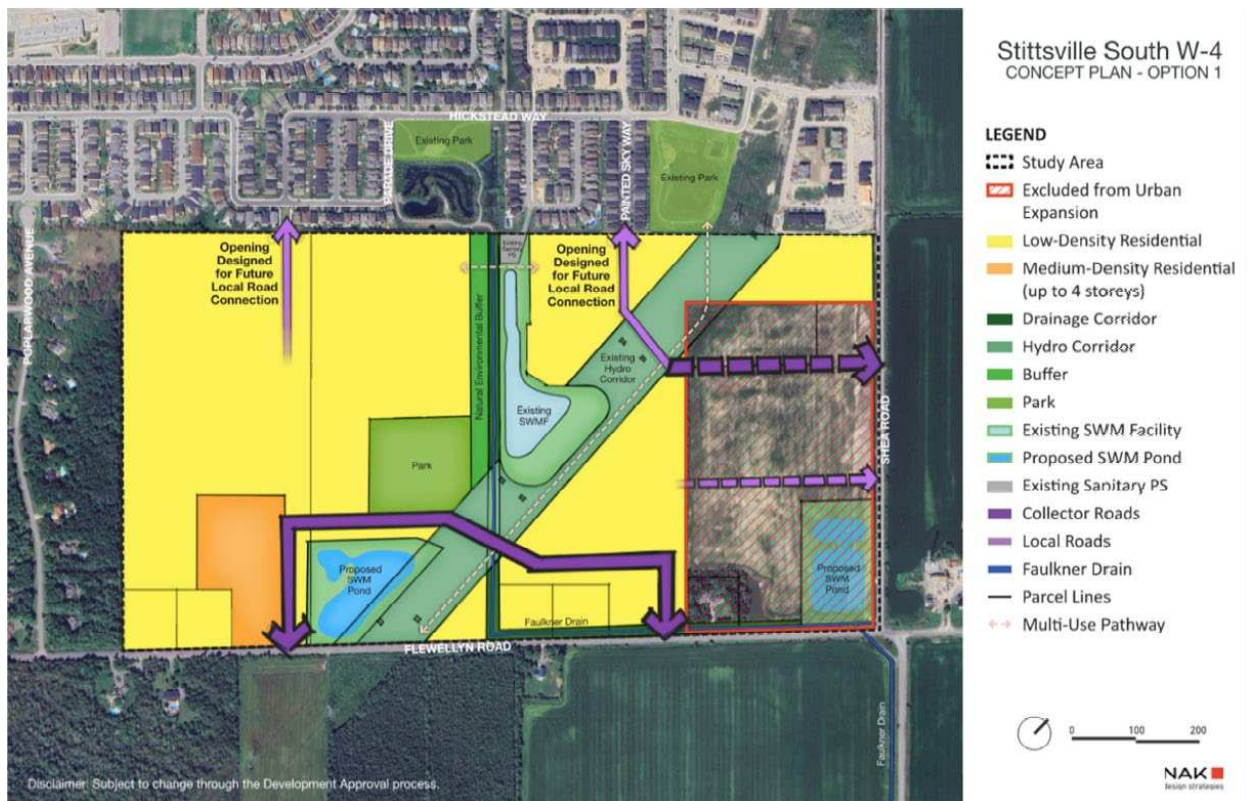 Stittsville South W-4
CONCEPT PLAN - OPTION 1
LEGEND
Study Area
Excluded from Urban
Expansion
Low-Density Residential
Medium-Density Residential
(up to 4 storeys)
Drainage Corridor
Hydro Corridor
Buffer
Park
Existing SWM Facility
Proposed SWM Pond
Existing Sanitary PS
Collector Roads
Local Roads
Faulkner Drain
Parcel Lines
Multi-Use Pathway
0 100 200
NAK
design strategies
HICKSTEAD WAY
Existing Park
PAINTED SKY WAY
Existing Park
Opening
Designed
for Future
Local Road
Connection
Existing
Sanitary
PS
Opening
Designed
for Future
Local Road
Connection
Natural Environmental Buffer
Existing
Hydro
Corridor
Existing
SWMF
SHEA ROAD
Park
Proposed
SWM
Pond
Proposed
SWM
Pond
Faulkner Drain
FLEWELLYN ROAD
Faulkner Drain
Disclaimer: Subject to change through the Development Approval process.